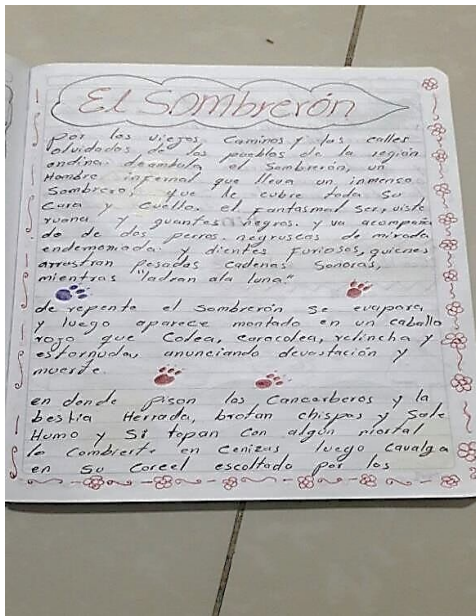 El Sombrerón
por los viejos caminos y las calles
olvidados de los pueblos de la región
andina. deambula el Sombrerón, un
Hombre infernal que lleva un inmenso
Sombrero, que le cubre toda su
cara y cuello. el fantasmal ser, viste
ruana y guantes negros. y va acompaña
do de dos perros. negruscos de mirada
endemoniada y dientes furiosos, quienes
arrastran pesadas cadenas sonoras,
mientras "ladran ala luna."
de repente el sombrerón se evapora
y luego aparece montado en un caballo
rojo que colea, caracolea, relincha y
estornuda, anunciando devastación y
muerte.
en donde pisan los cancerberos y la
bestia Herrada, brotan chispas y sale
Humo y si topan con algún mortal
lo combierte en cenizas luego cavalga
en su corcel escoltado por los